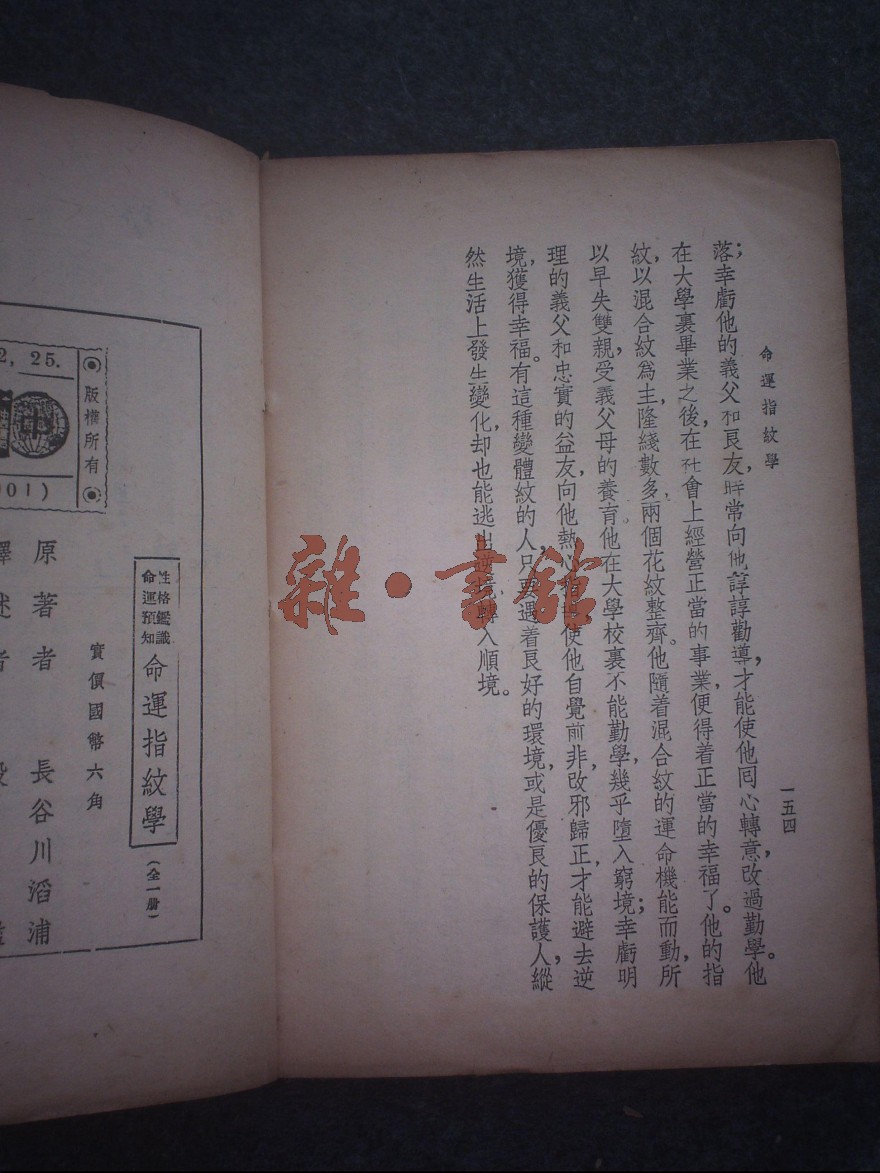 命運指紋學
一五四
落;幸虧他的義父和良友,時常向他諄諄勸導,才能使他回心轉意,改過勤學。他
在大學裏畢業之後,在社會上經營正當的事業,便得着正當的幸福了。他的指
紋,以混合紋爲主,隆綫數多,兩個花紋整齊。他隨着混合紋的運命機能而動,所
以早失雙親,受義父母的養育,他在大學校裏不能勤學,幾乎墮入窮境;幸虧明
理的義父和忠實的益友,向他熱心指導,使他自覺前非,改邪歸正,才能避去逆
境,獲得幸福。有這種變體紋的人,只要遇着良好的環境,或是優良的保護人,縱
然生活上發生變化,却也能逃出逆境,轉入順境。
雜·書館
2, 25.
版權所有
001)
性格鑑識
命運預知
命運指紋學
(全一册)
實價國幣六角
原著者 長谷川滔浦
譯述者